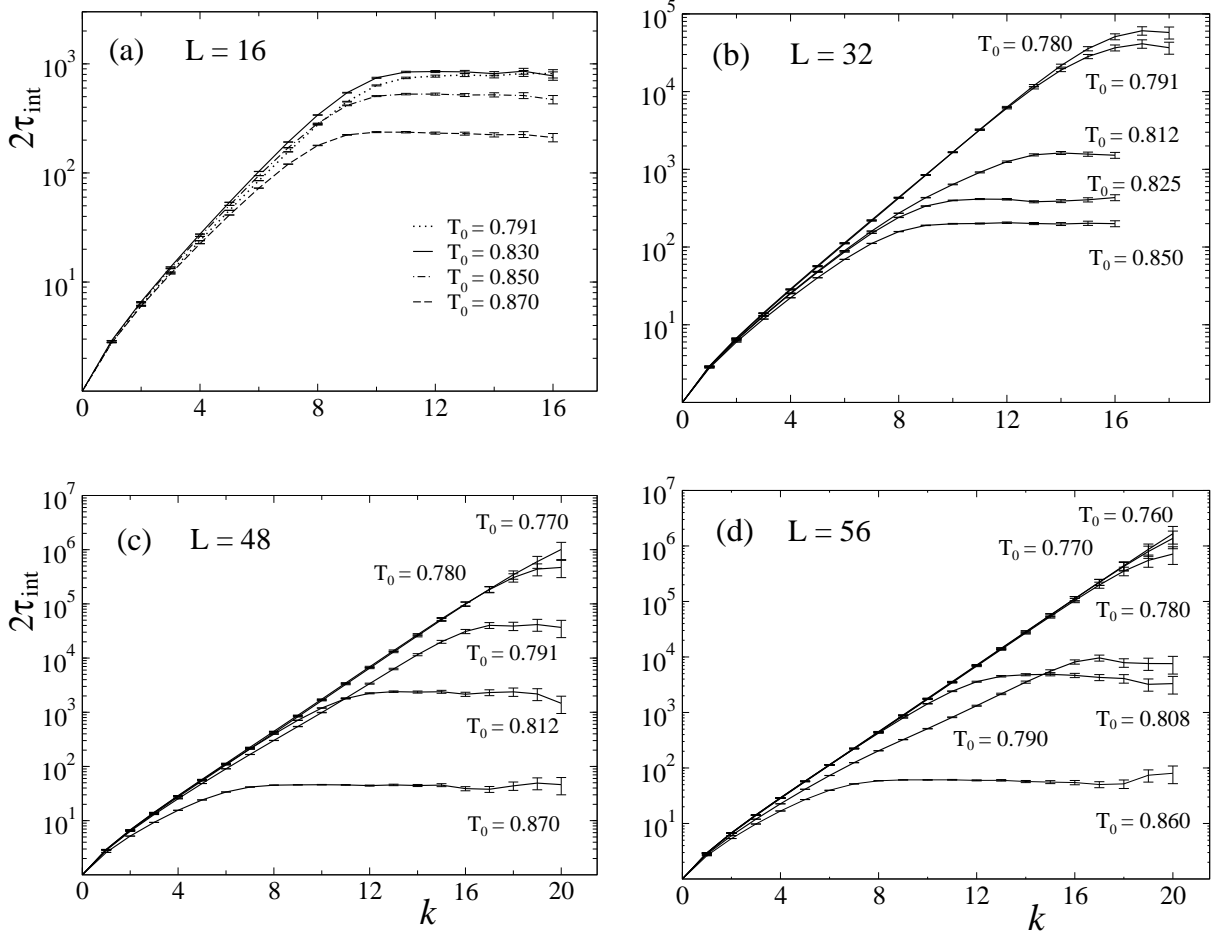 (a) L = 16
10³
10²
10¹
2τ_int
T₀ = 0.791
T₀ = 0.830
T₀ = 0.850
T₀ = 0.870
0 4 8 12 16
(b) L = 32
10⁵
10⁴
10³
10²
10¹
T₀ = 0.780
T₀ = 0.791
T₀ = 0.812
T₀ = 0.825
T₀ = 0.850
0 4 8 12 16
(c) L = 48
10⁷
10⁶
10⁵
10⁴
10³
10²
10¹
2τ_int
T₀ = 0.770
T₀ = 0.780
T₀ = 0.791
T₀ = 0.812
T₀ = 0.870
0 4 8 12 16 20
k
(d) L = 56
10⁷
10⁶
10⁵
10⁴
10³
10²
10¹
T₀ = 0.760
T₀ = 0.770
T₀ = 0.780
T₀ = 0.808
T₀ = 0.790
T₀ = 0.860
0 4 8 12 16 20
k